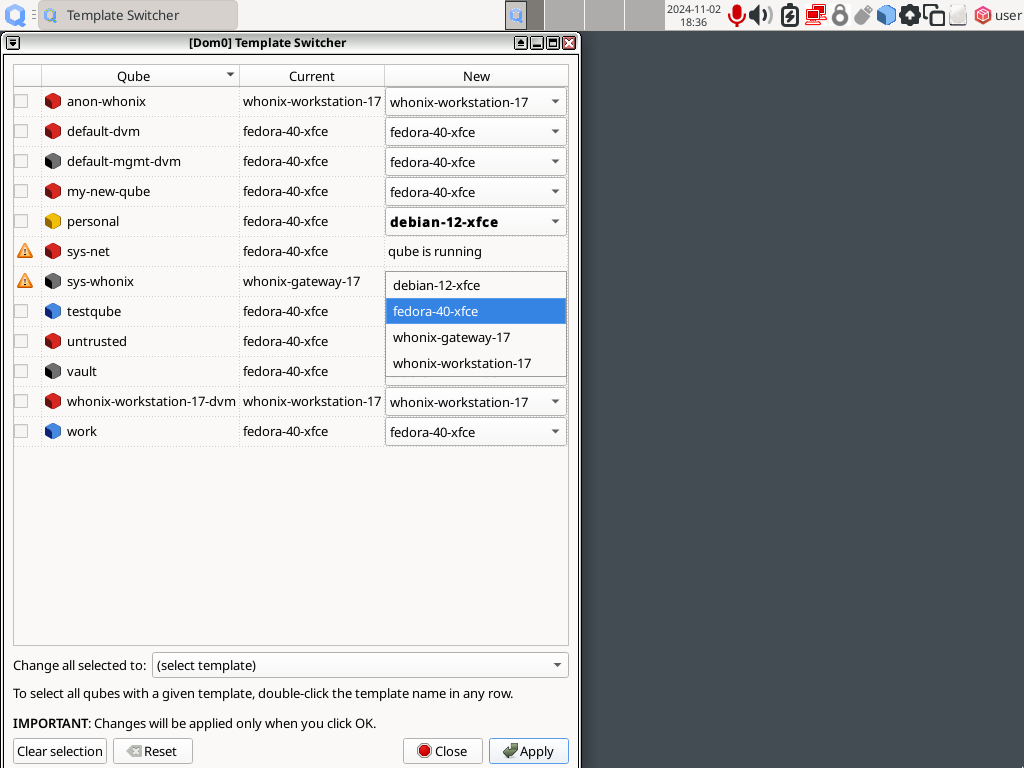 Template Switcher
2024-11-02
18:36
user
[Dom0] Template Switcher
Qube Current New
anon-whonix whonix-workstation-17 whonix-workstation-17
default-dvm fedora-40-xfce fedora-40-xfce
default-mgmt-dvm fedora-40-xfce fedora-40-xfce
my-new-qube fedora-40-xfce fedora-40-xfce
personal fedora-40-xfce debian-12-xfce
sys-net fedora-40-xfce qube is running
sys-whonix whonix-gateway-17 debian-12-xfce
testqube fedora-40-xfce fedora-40-xfce
untrusted fedora-40-xfce whonix-gateway-17
vault fedora-40-xfce whonix-workstation-17
whonix-workstation-17-dvm whonix-workstation-17 whonix-workstation-17
work fedora-40-xfce fedora-40-xfce
Change all selected to: (select template)
To select all qubes with a given template, double-click the template name in any row.
IMPORTANT: Changes will be applied only when you click OK.
Clear selection Reset Close Apply